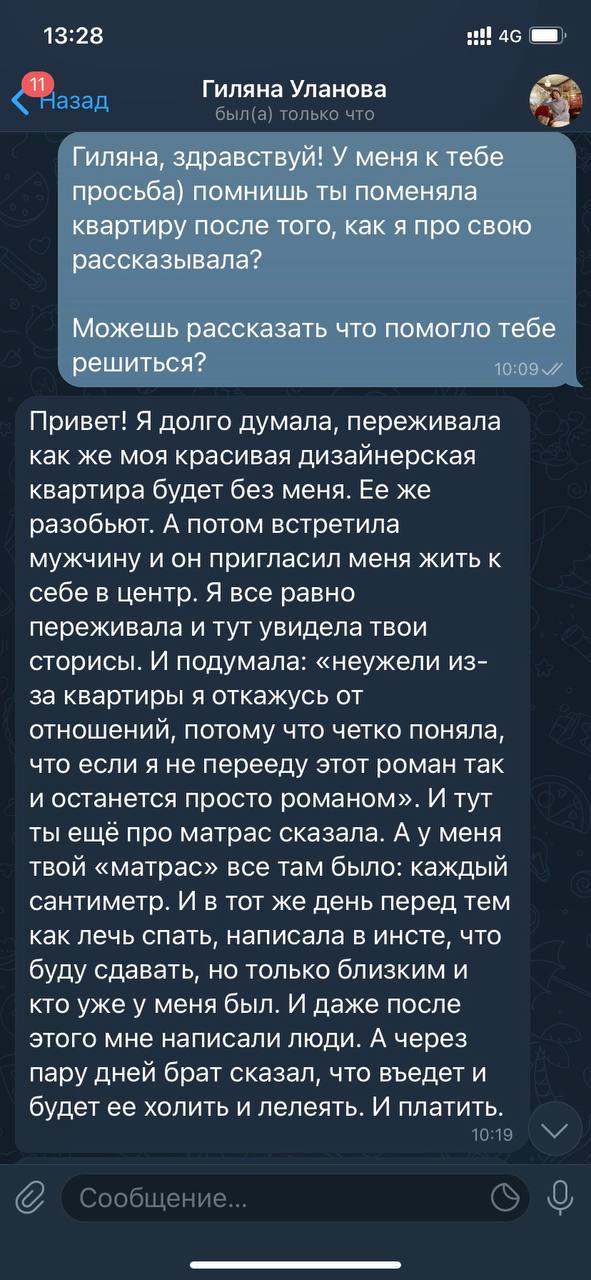 13:28
4G
11
Назад
Гиляна Уланова
был(а) только что
Гиляна, здравствуй! У меня к тебе
просьба) помнишь ты поменяла
квартиру после того, как я про свою
рассказывала?
Можешь рассказать что помогло тебе
решиться?
10:09
Привет! Я долго думала, переживала
как же моя красивая дизайнерская
квартира будет без меня. Ее же
разобьют. А потом встретила
мужчину и он пригласил меня жить к
себе в центр. Я все равно
переживала и тут увидела твои
сторисы. И подумала: «неужели из-
за квартиры я откажусь от
отношений, потому что четко поняла,
что если я не перееду этот роман так
и останется просто романом». И тут
ты ещё про матрас сказала. А у меня
твой «матрас» все там было: каждый
сантиметр. И в тот же день перед тем
как лечь спать, написала в инсте, что
буду сдавать, но только близким и
кто уже у меня был. И даже после
этого мне написали люди. А через
пару дней брат сказал, что въедет и
будет ее холить и лелеять. И платить.
10:19
Сообщение...